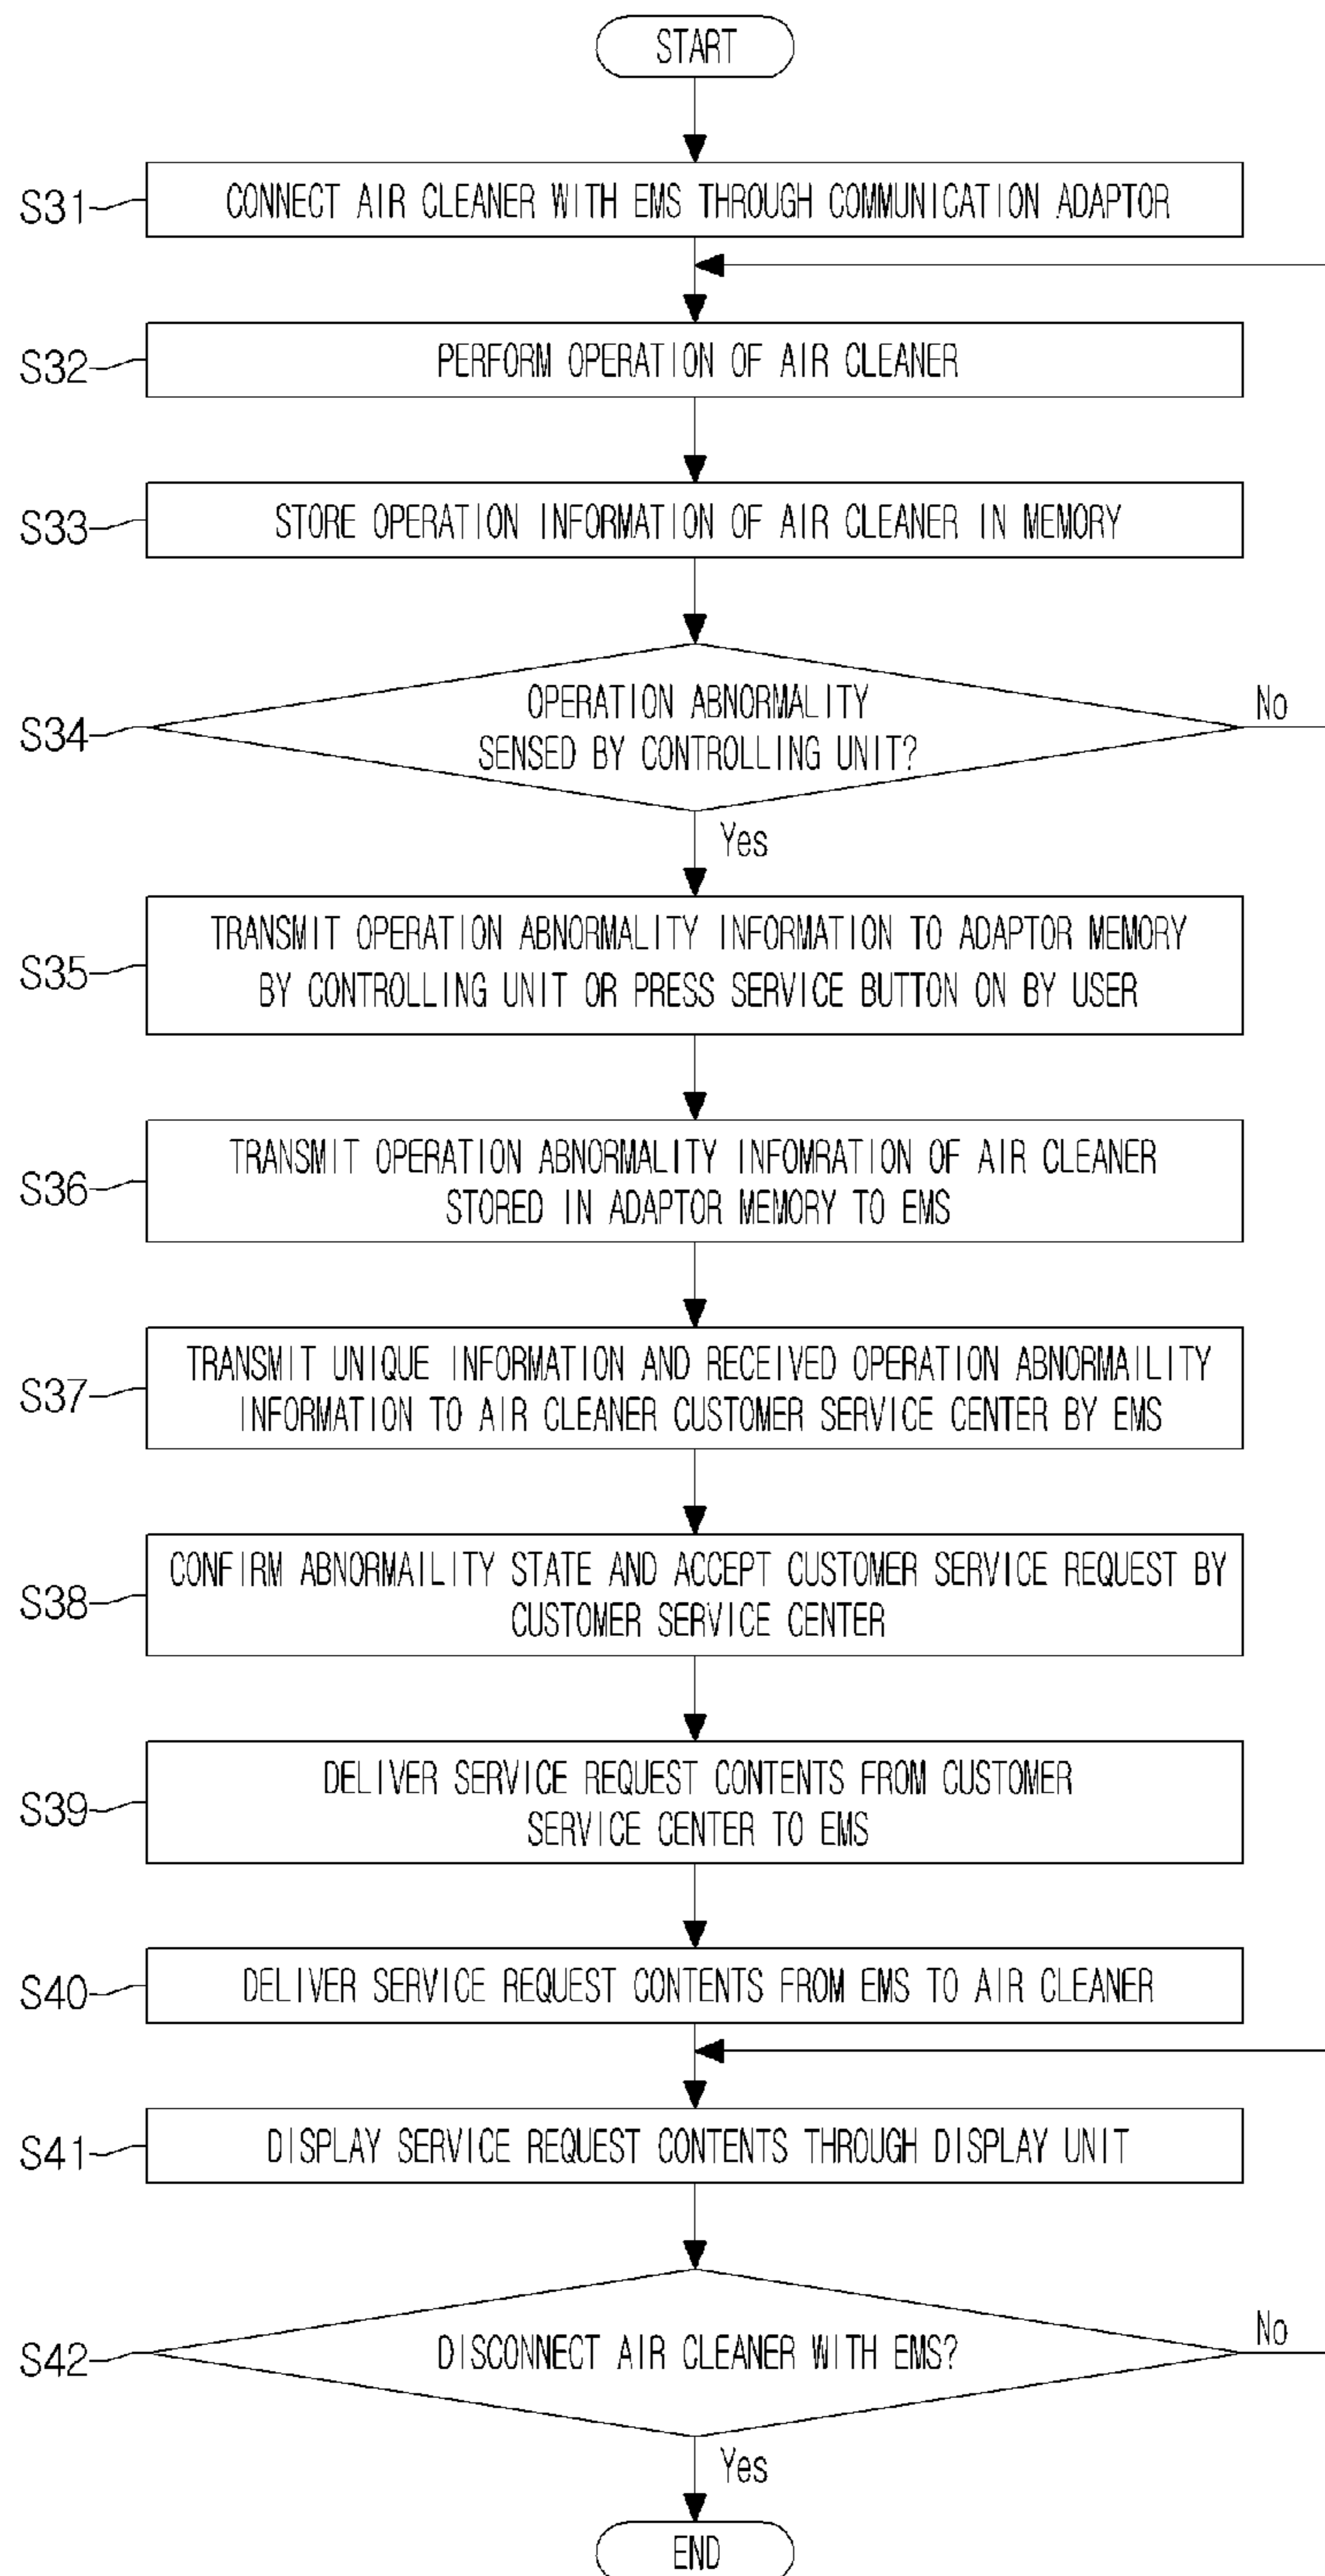 START
S31
CONNECT AIR CLEANER WITH EMS THROUGH COMMUNICATION ADAPTOR
S32
PERFORM OPERATION OF AIR CLEANER
S33
STORE OPERATION INFORMATION OF AIR CLEANER IN MEMORY
S34
OPERATION ABNORMALITY
SENSED BY CONTROLLING UNIT?
No
Yes
S35
TRANSMIT OPERATION ABNORMALITY INFORMATION TO ADAPTOR MEMORY
BY CONTROLLING UNIT OR PRESS SERVICE BUTTON ON BY USER
S36
TRANSMIT OPERATION ABNORMALITY INFOMRATION OF AIR CLEANER
STORED IN ADAPTOR MEMORY TO EMS
S37
TRANSMIT UNIQUE INFORMATION AND RECEIVED OPERATION ABNORMAILITY
INFORMATION TO AIR CLEANER CUSTOMER SERVICE CENTER BY EMS
S38
CONFIRM ABNORMAILITY STATE AND ACCEPT CUSTOMER SERVICE REQUEST BY
CUSTOMER SERVICE CENTER
S39
DELIVER SERVICE REQUEST CONTENTS FROM CUSTOMER
SERVICE CENTER TO EMS
S40
DELIVER SERVICE REQUEST CONTENTS FROM EMS TO AIR CLEANER
S41
DISPLAY SERVICE REQUEST CONTENTS THROUGH DISPLAY UNIT
S42
DISCONNECT AIR CLEANER WITH EMS?
No
Yes
END